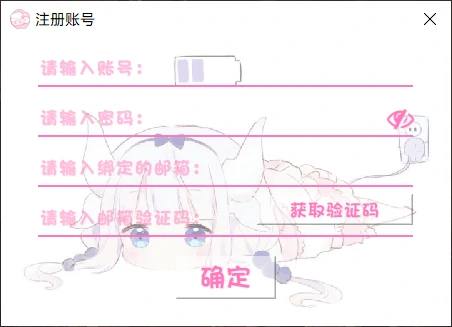 注册账号
请输入账号：
请输入密码：
请输入绑定的邮箱：
请输入邮箱验证码：
获取验证码
确定